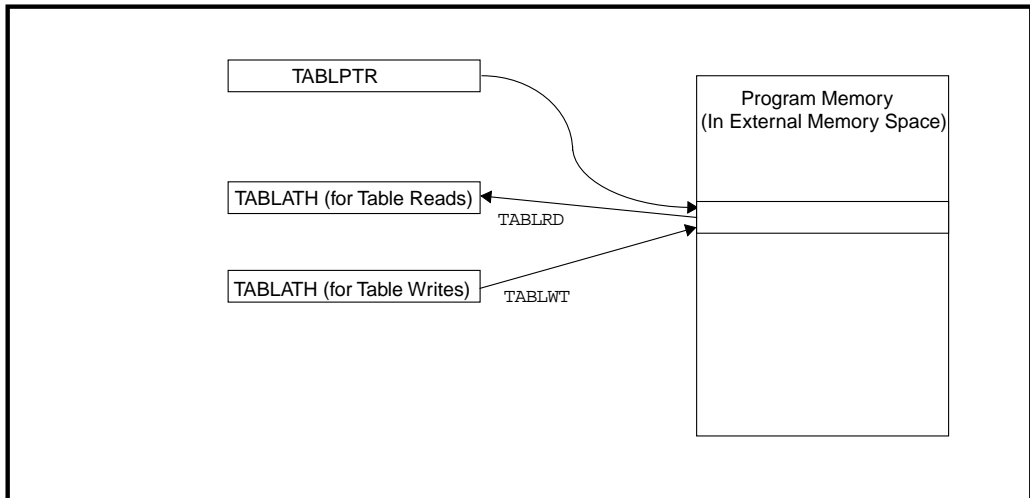 TABLPTR
Program Memory
(In External Memory Space)
TABLATH (for Table Reads)
TABLRD
TABLATH (for Table Writes)
TABLWT